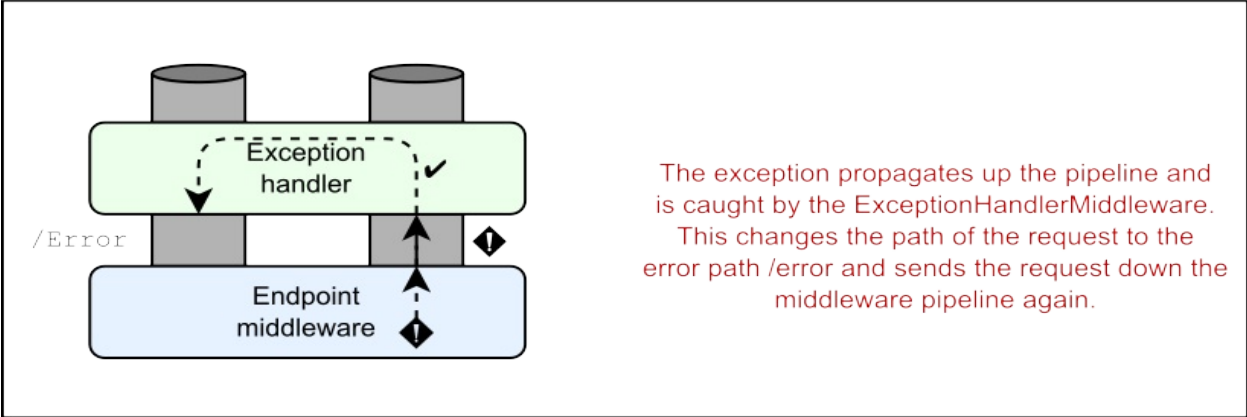 Exception
handler
/Error
Endpoint
middleware
The exception propagates up the pipeline and
is caught by the ExceptionHandlerMiddleware.
This changes the path of the request to the
error path /error and sends the request down the
middleware pipeline again.